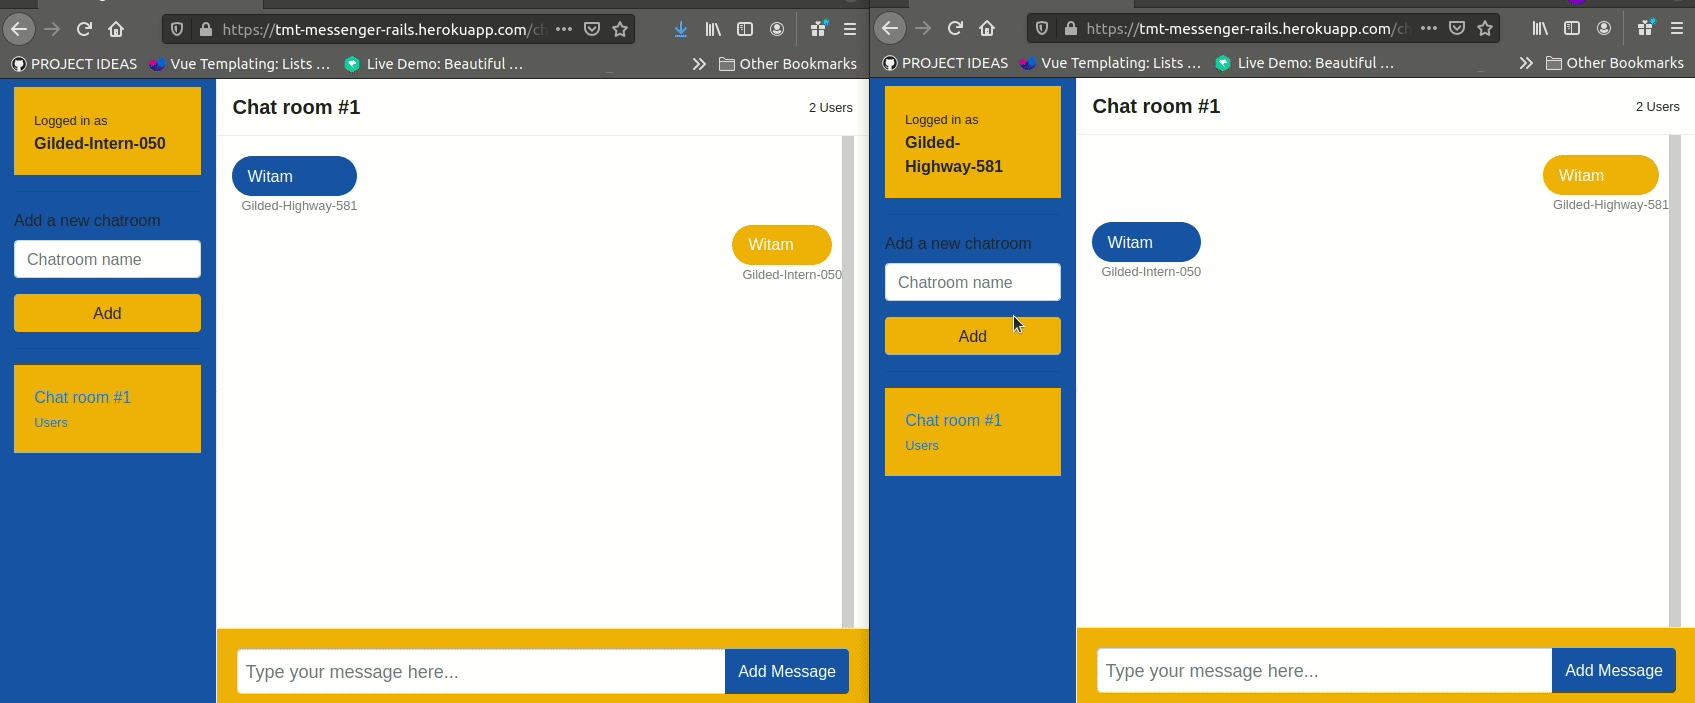 https://tmt-messenger-rails.herokuapp.com/ch
PROJECT IDEAS
Vue Templating: Lists ...
Live Demo: Beautiful ...
Other Bookmarks
Logged in as
Gilded-Intern-050
Add a new chatroom
Chatroom name
Add
Chat room #1
Users
Chat room #1
2 Users
Witam
Gilded-Highway-581
Witam
Gilded-Intern-050
Type your message here...
Add Message
https://tmt-messenger-rails.herokuapp.com/ch
PROJECT IDEAS
Vue Templating: Lists ...
Live Demo: Beautiful ...
Other Bookmarks
Logged in as
Gilded-
Highway-581
Add a new chatroom
Chatroom name
Add
Chat room #1
Users
Chat room #1
2 Users
Witam
Gilded-Highway-581
Witam
Gilded-Intern-050
Type your message here...
Add Message